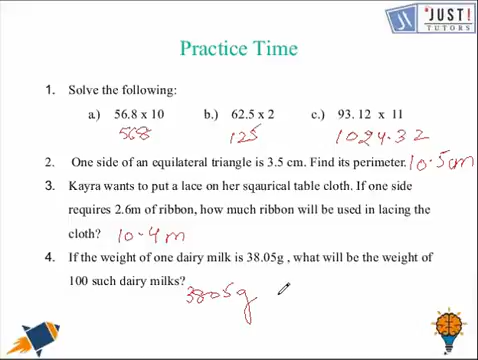 JI *JUST!
TUTORS
Practice Time
1. Solve the following:
a.) 56.8 x 10 b.) 62.5 x 2 c.) 93. 12 x 11
568 125 1024.32
2. One side of an equilateral triangle is 3.5 cm. Find its perimeter. 10.5cm
3. Kayra wants to put a lace on her sqaurical table cloth. If one side
requires 2.6m of ribbon, how much ribbon will be used in lacing the
cloth? 10.4m
4. If the weight of one dairy milk is 38.05g , what will be the weight of
100 such dairy milks?
3805g